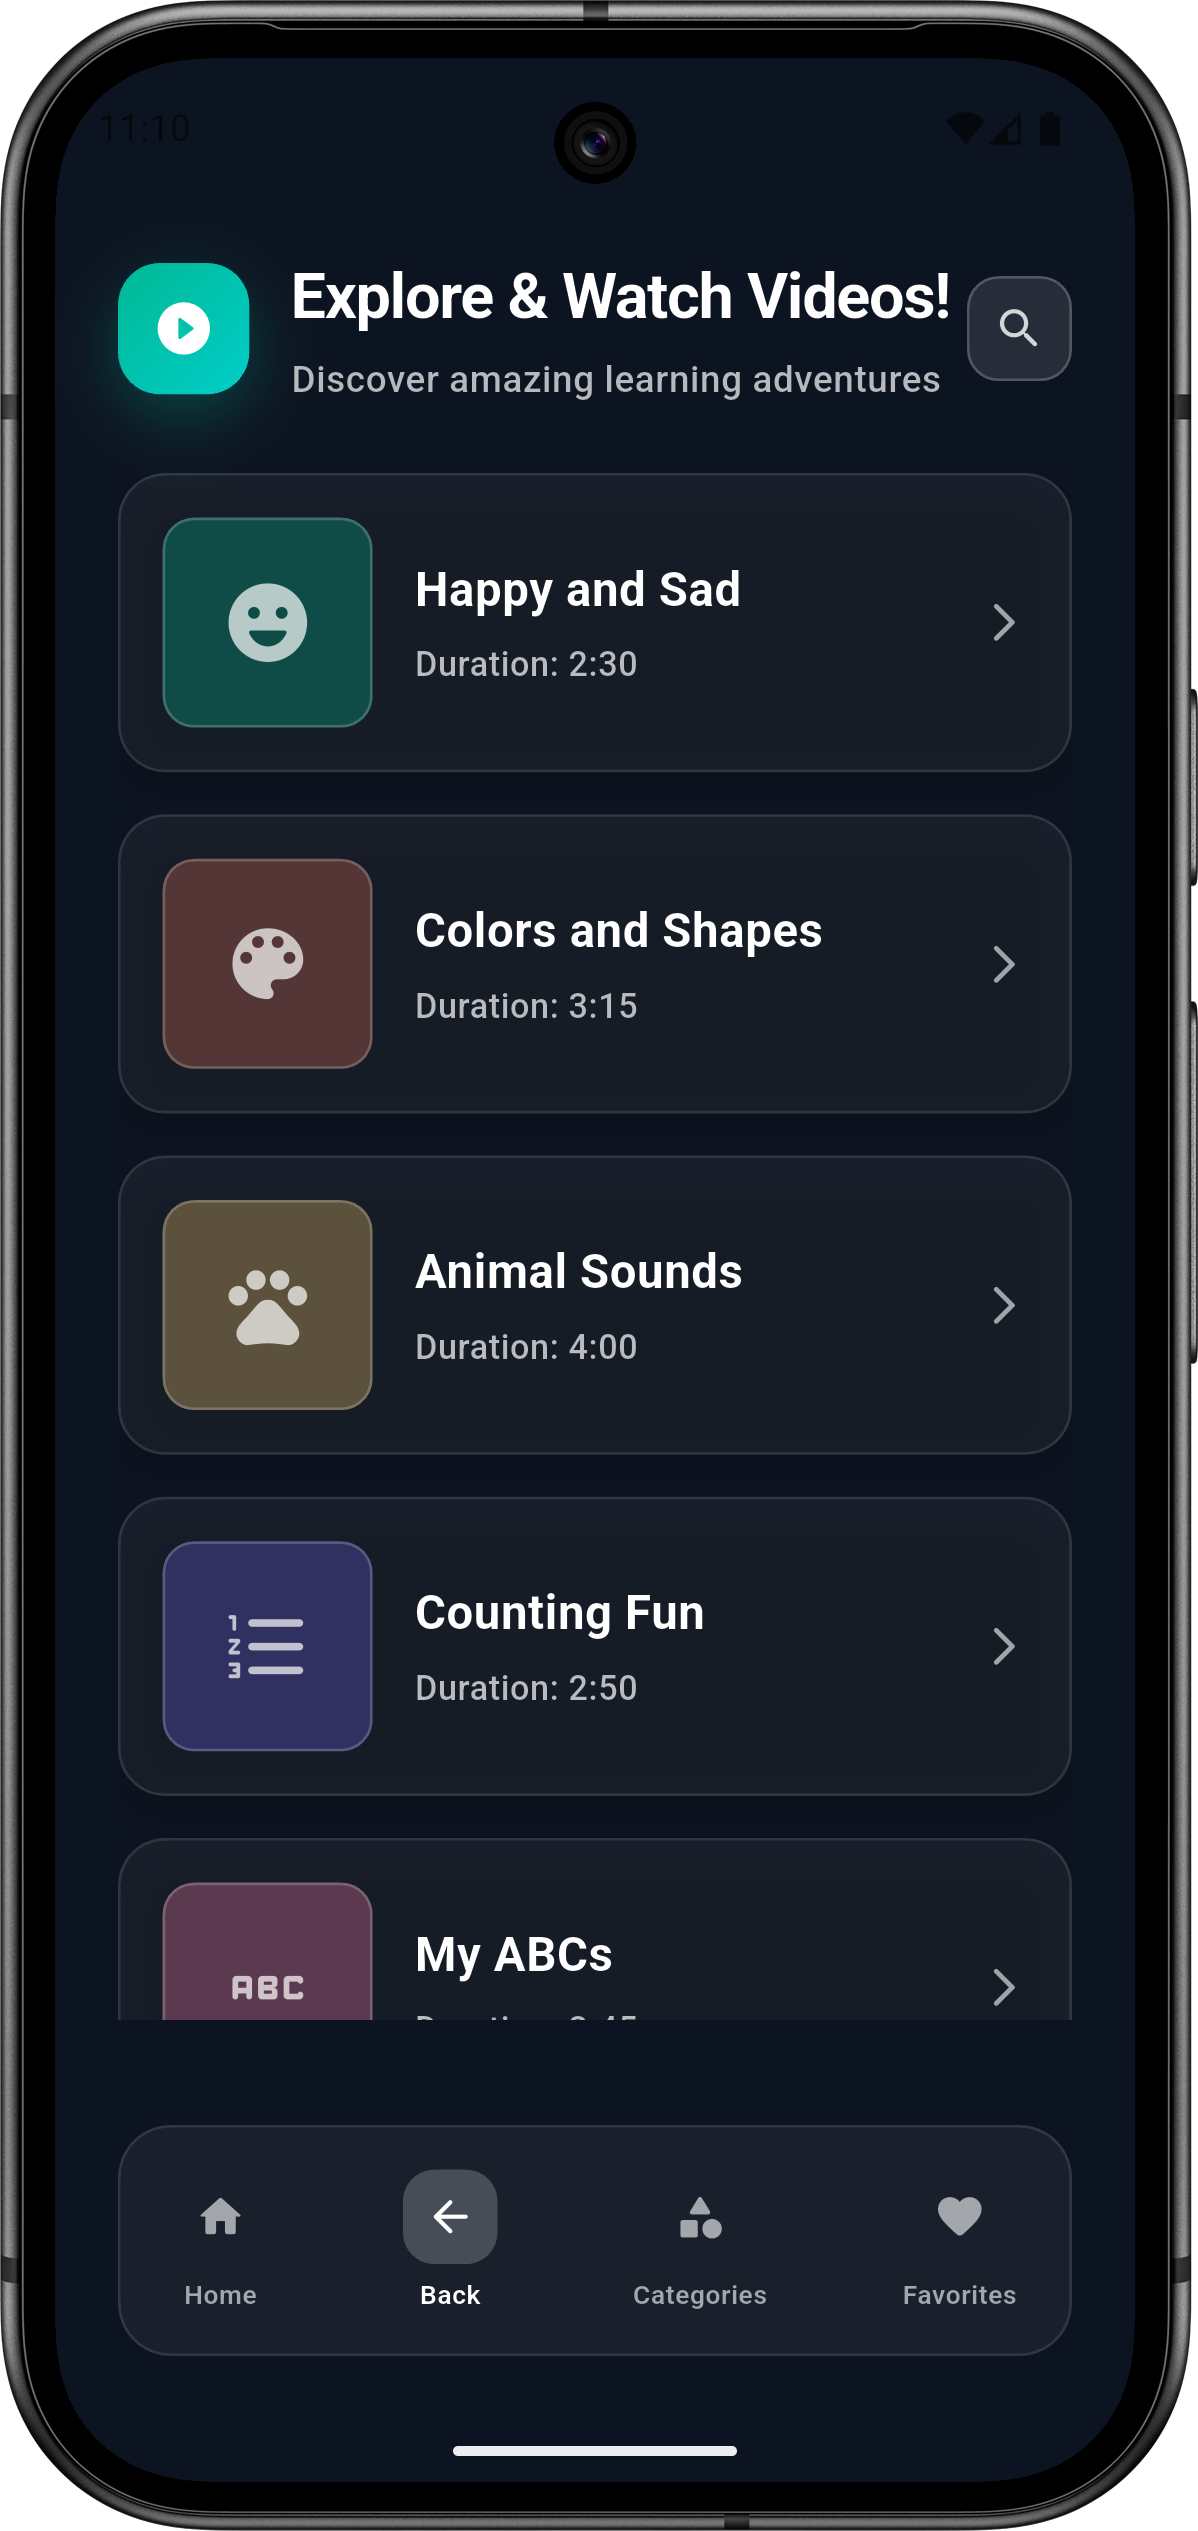 11:10
Explore & Watch Videos!
Discover amazing learning adventures
Happy and Sad
Duration: 2:30
Colors and Shapes
Duration: 3:15
Animal Sounds
Duration: 4:00
1
2
3
Counting Fun
Duration: 2:50
My ABCs
ABC
Home
Back
Categories
Favorites